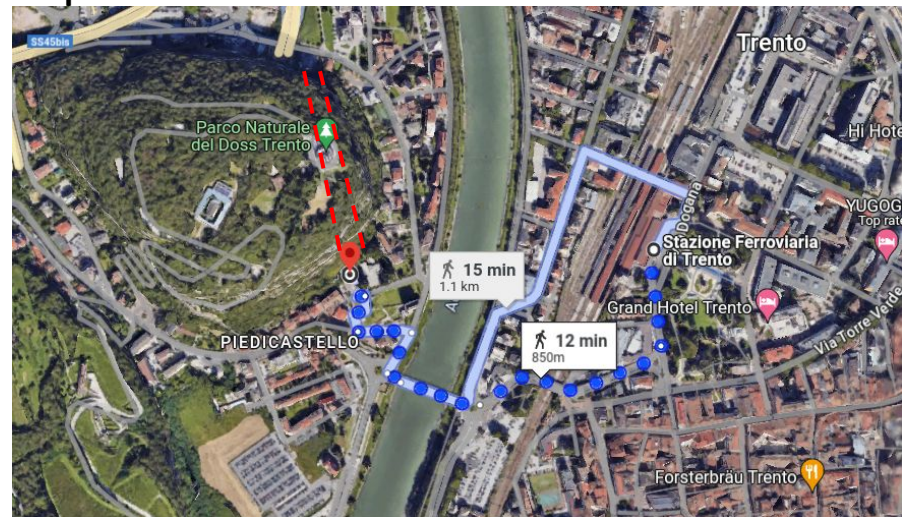 SS45bis
Trento
Parco Naturale
del Doss Trento
Hi Hote
Dogana
YUGOG
Top rate
Stazione Ferroviaria
di Trento
15 min
1.1 km
Grand Hotel Trento
12 min
850m
PIEDICASTELLO
Via Torre Verde
Forsterbräu Trento